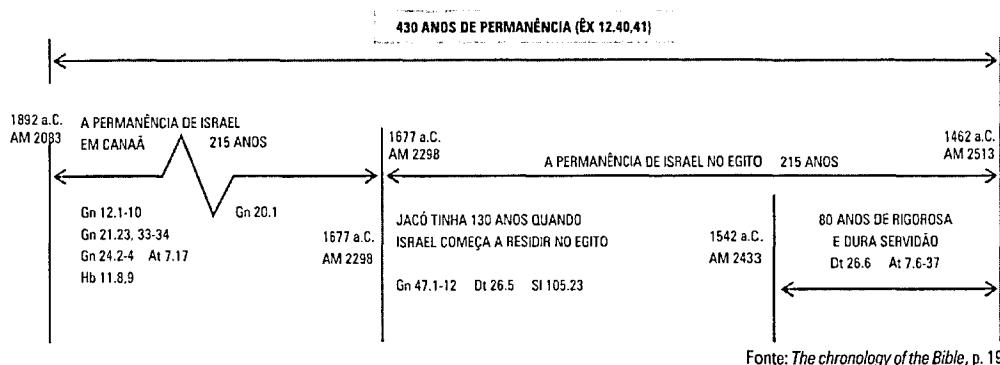 430 ANOS DE PERMANÊNCIA (ÊX 12.40,41)
1892 a.C.
AM 2083
A PERMANÊNCIA DE ISRAEL
EM CANAÃ 215 ANOS
1677 a.C.
AM 2298
A PERMANÊNCIA DE ISRAEL NO EGITO 215 ANOS
1462 a.C.
AM 2513
Gn 12.1-10 Gn 20.1
Gn 21.23, 33-34
Gn 24.2-4 At 7.17
Hb 11.8,9
1677 a.C.
AM 2298
JACÓ TINHA 130 ANOS QUANDO
ISRAEL COMEÇA A RESIDIR NO EGITO
Gn 47.1-12 Dt 26.5 Sl 105.23
1542 a.C.
AM 2433
80 ANOS DE RIGOROSA
E DURA SERVIDÃO
Dt 26.6 At 7.6-37
Fonte: The chronology of the Bible, p. 19